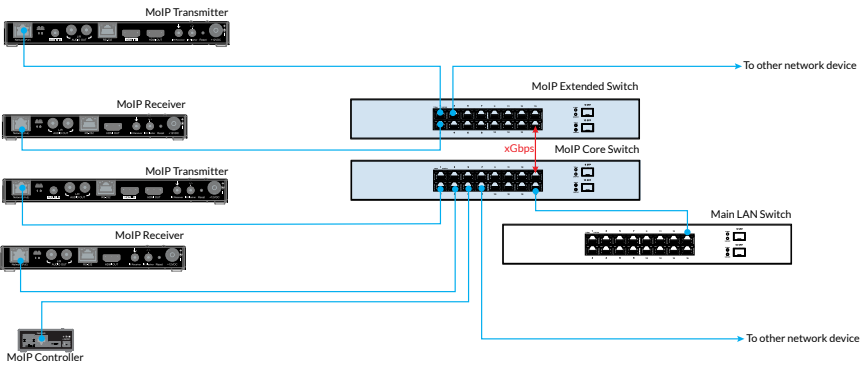 MoIP Transmitter
To other network device
MoIP Extended Switch
MoIP Receiver
xGbps
MoIP Core Switch
MoIP Transmitter
Main LAN Switch
MoIP Receiver
To other network device
MoIP Controller